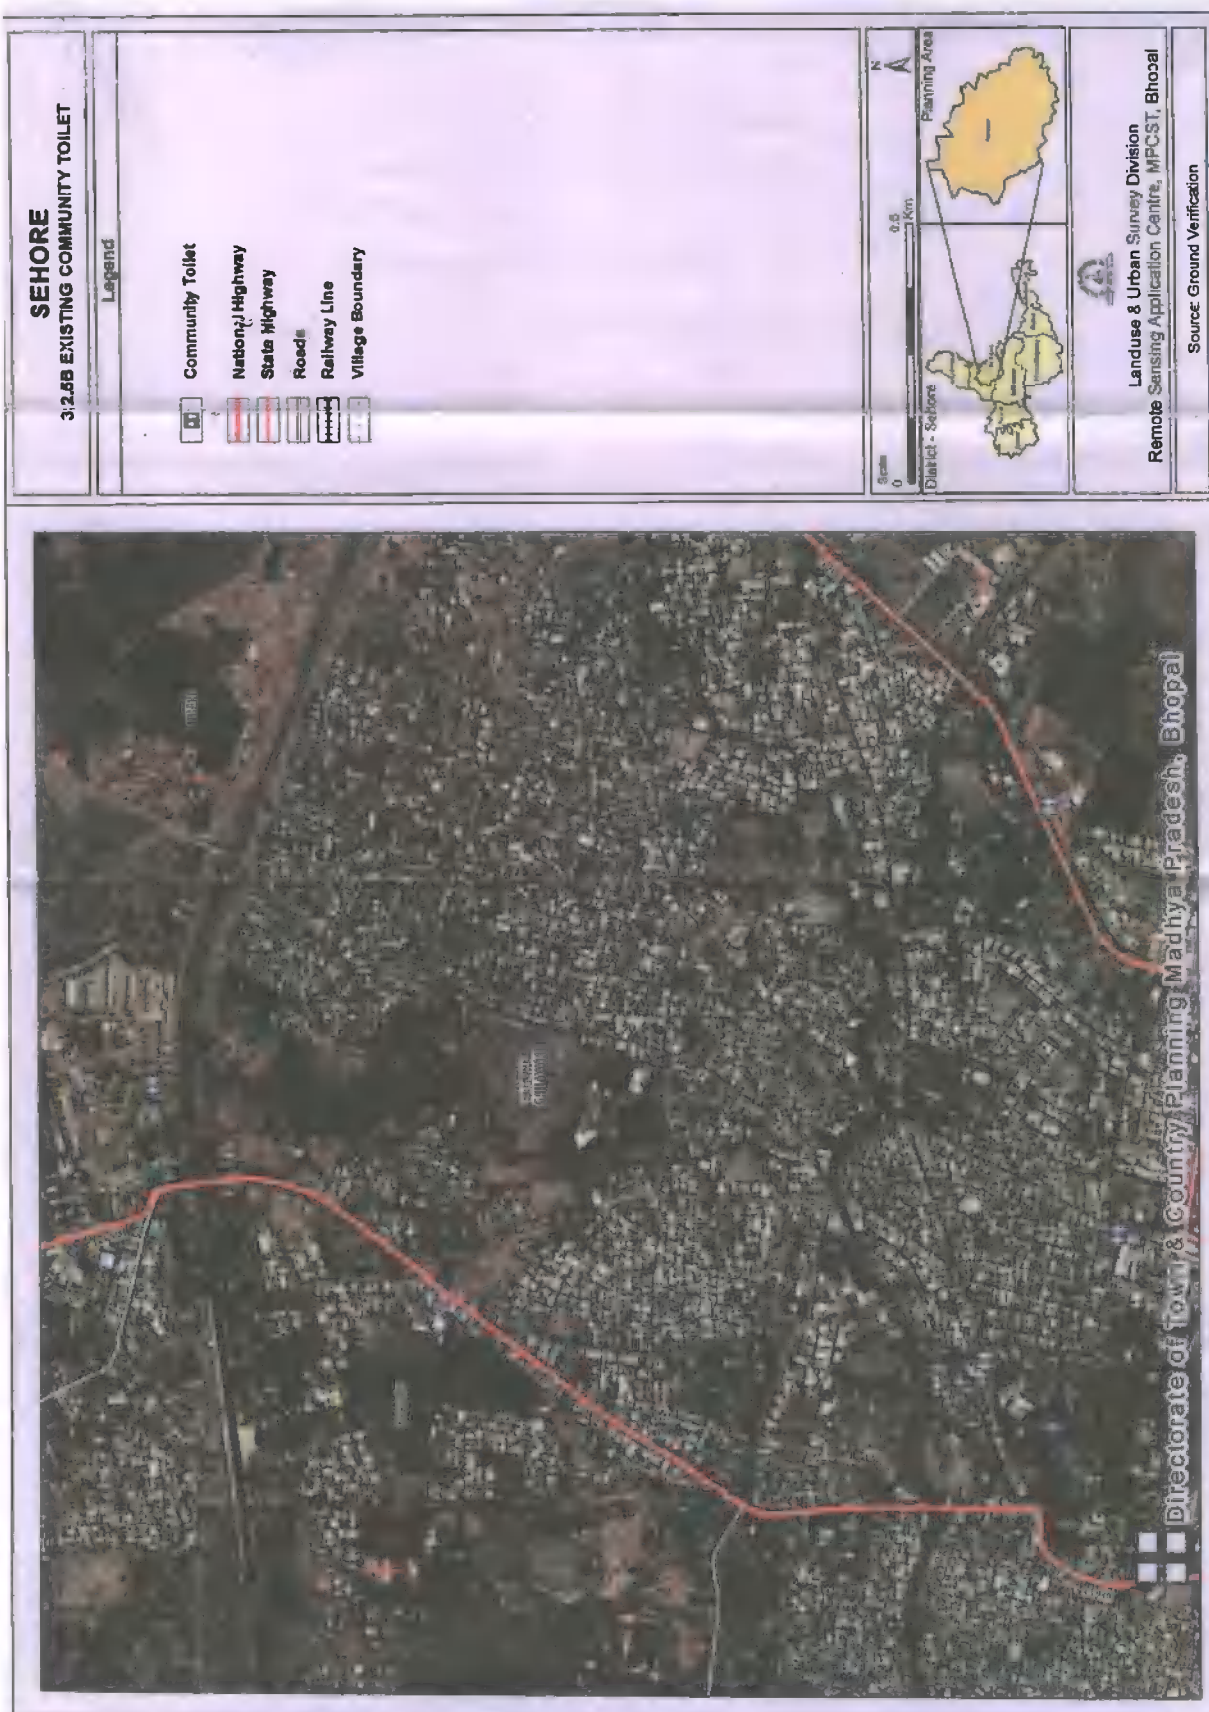 SEHORE
3.2.6B EXISTING COMMUNITY TOILET
Legend
Community Toilet
National Highway
State Highway
Roads
Railway Line
Village Boundary
N
Scale
0
0.5
Km
District - Sehore
Planning Area
Landuse & Urban Survey Division
Remote Sensing Application Centre, MPCST, Bhopal
Source: Ground Verification
Directorate of Town & Country Planning Madhya Pradesh, Bhopal